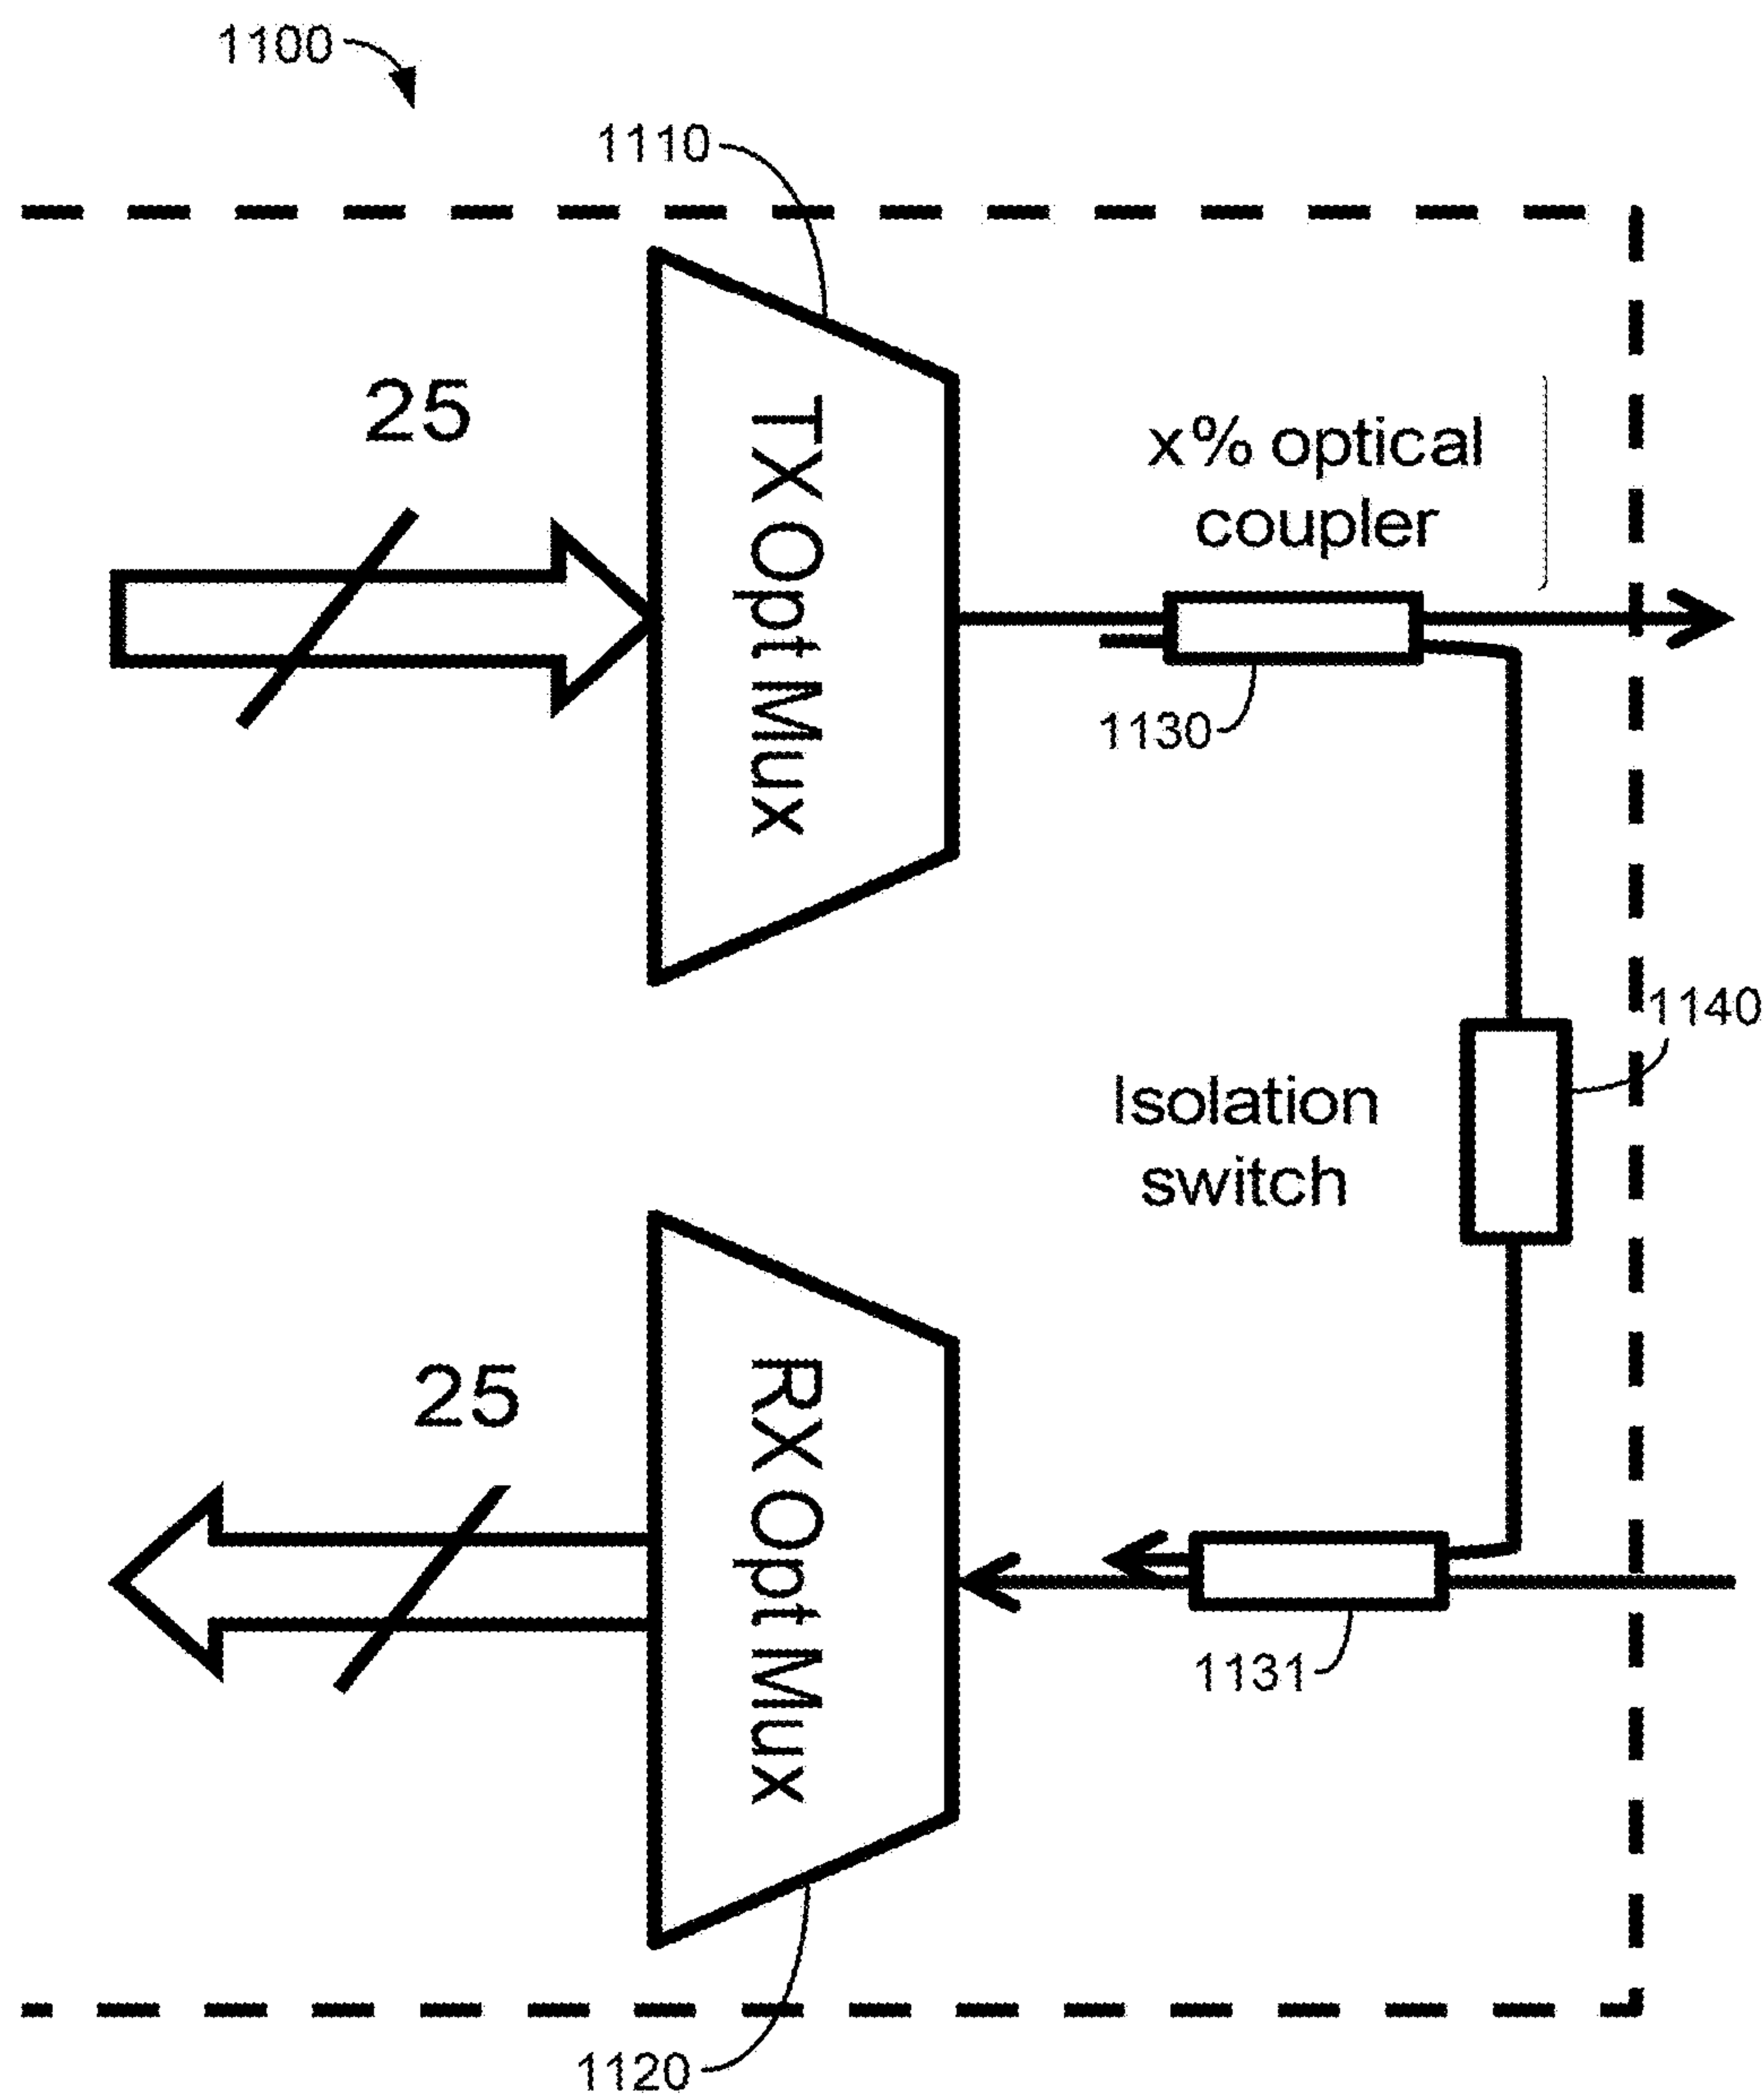 1100
1110
25
TX Opt Mux
x% optical
coupler
1130
1140
Isolation
switch
25
RX Opt Mux
1131
1120